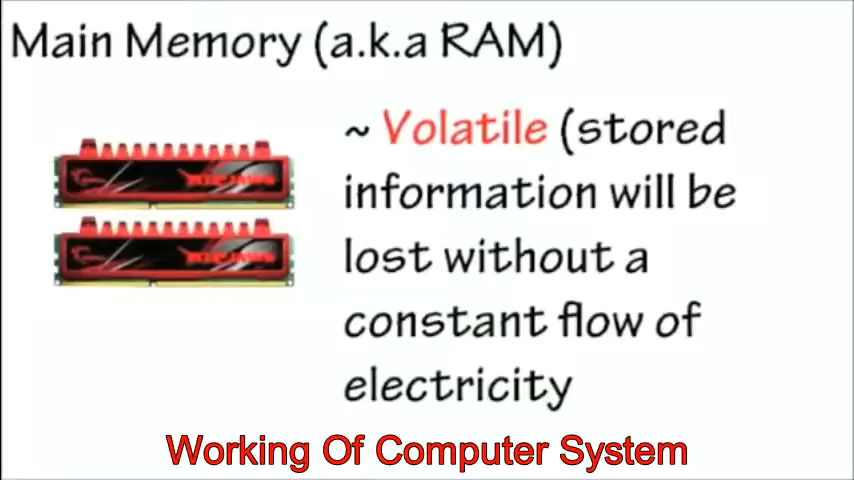 Main Memory (a.k.a RAM)
~ Volatile (stored
information will be
lost without a
constant flow of
electricity
Working Of Computer System